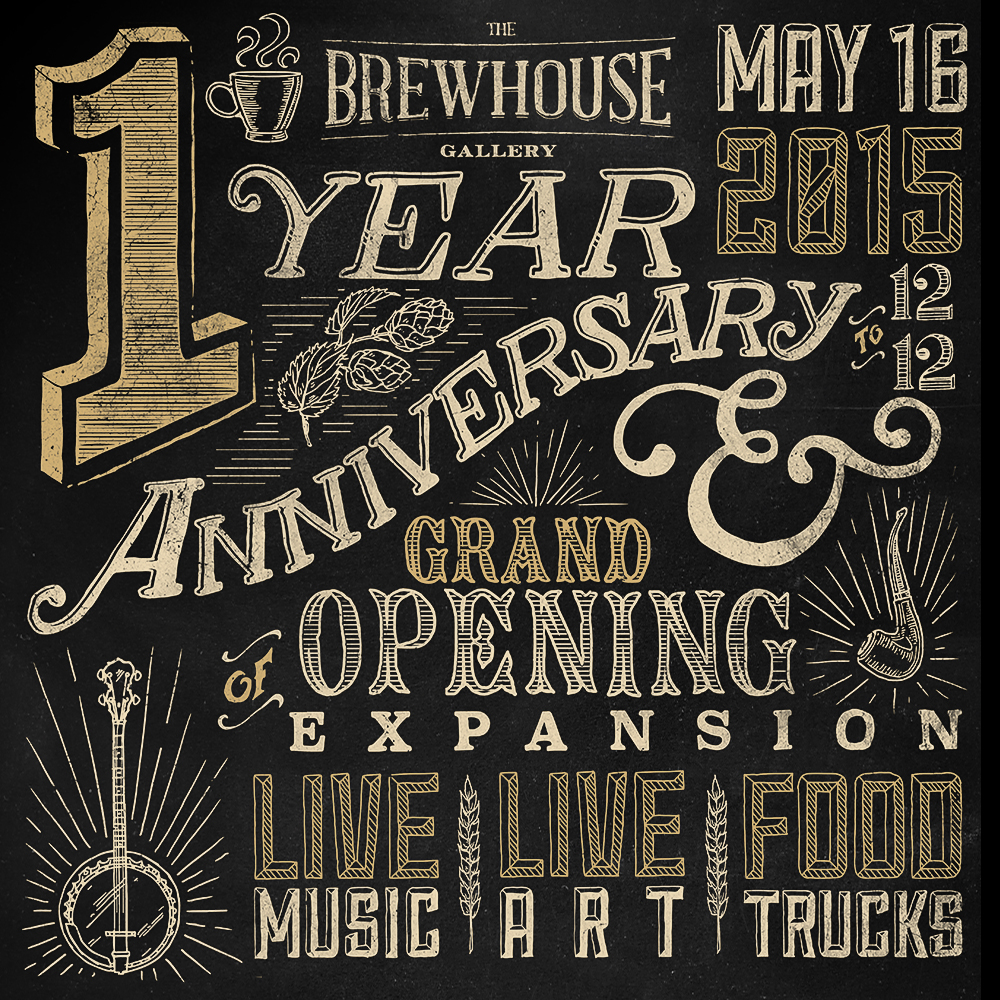 THE
BREWHOUSE
GALLERY
MAY 16
2015
1 YEAR
ANNIVERSARY
12
TO
12
&
GRAND
OPENING
OF
EXPANSION
LIVE MUSIC
LIVE ART
FOOD TRUCKS